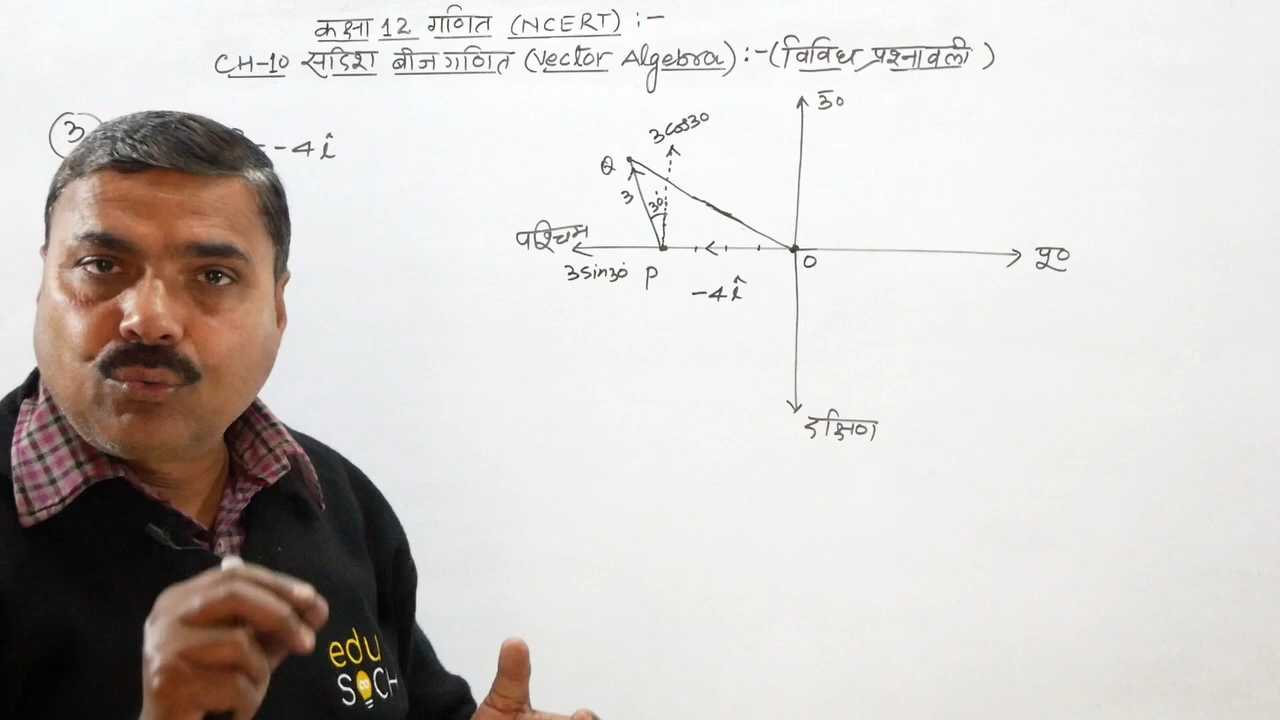 कक्षा 12 गणित (NCERT) :-
CH-10 सदिश बीजगणित (Vector Algebra) :- (विविध प्रश्नावली)
3
= -4î
3cos30
उ०
Q
3
30
पश्चिम
पू०
O
3sin30 P
-4î
दक्षिण
edu
SOCH